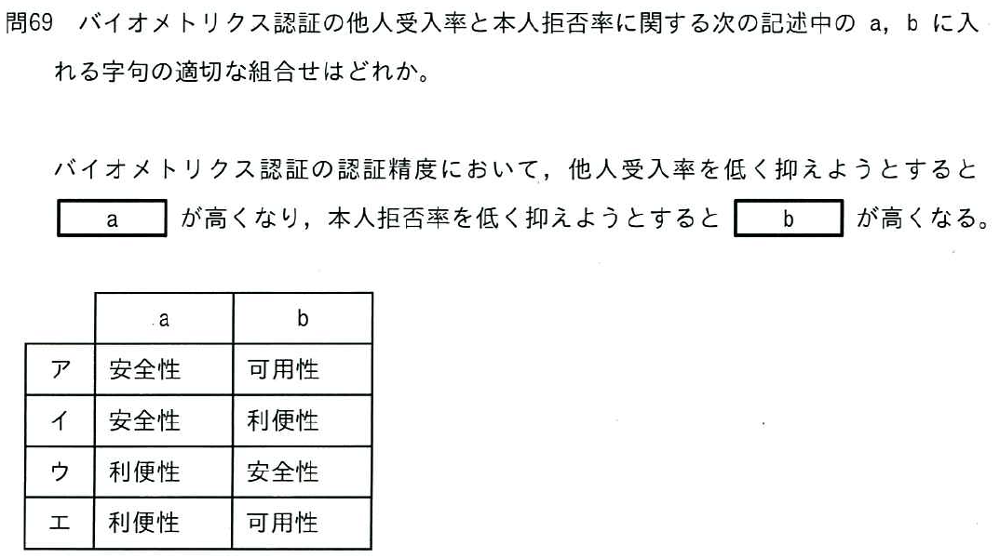 問69 バイオメトリクス認証の他人受入率と本人拒否率に関する次の記述中の a，b に入
れる字句の適切な組合せはどれか。
バイオメトリクス認証の認証精度において，他人受入率を低く抑えようとすると
a が高くなり，本人拒否率を低く抑えようとすると b が高くなる。
a b
ア 安全性 可用性
イ 安全性 利便性
ウ 利便性 安全性
エ 利便性 可用性